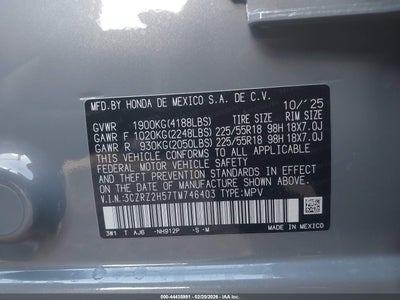 MFD.BY HONDA DE MEXICO S.A. DE C.V.
10/'25
GVWR 1900KG(4188LBS) TIRE SIZE RIM SIZE
GAWR F 1020KG(2248LBS) 225/55R18 98H 18X7.0J
GAWR R 930KG(2050LBS) 225/55R18 98H 18X7.0J
THIS VEHICLE CONFORMS TO ALL APPLICABLE
FEDERAL MOTOR VEHICLE SAFETY
AND THEFT PREVENTION STANDARDS IN EFFECT
ON THE DATE OF MANUFACTURE SHOWN ABOVE.
V.I.N.:3CZRZ2H57TM746403 TYPE:MPV
3W1 T AJ6 NH912P -S -M
MADE IN MEXICO